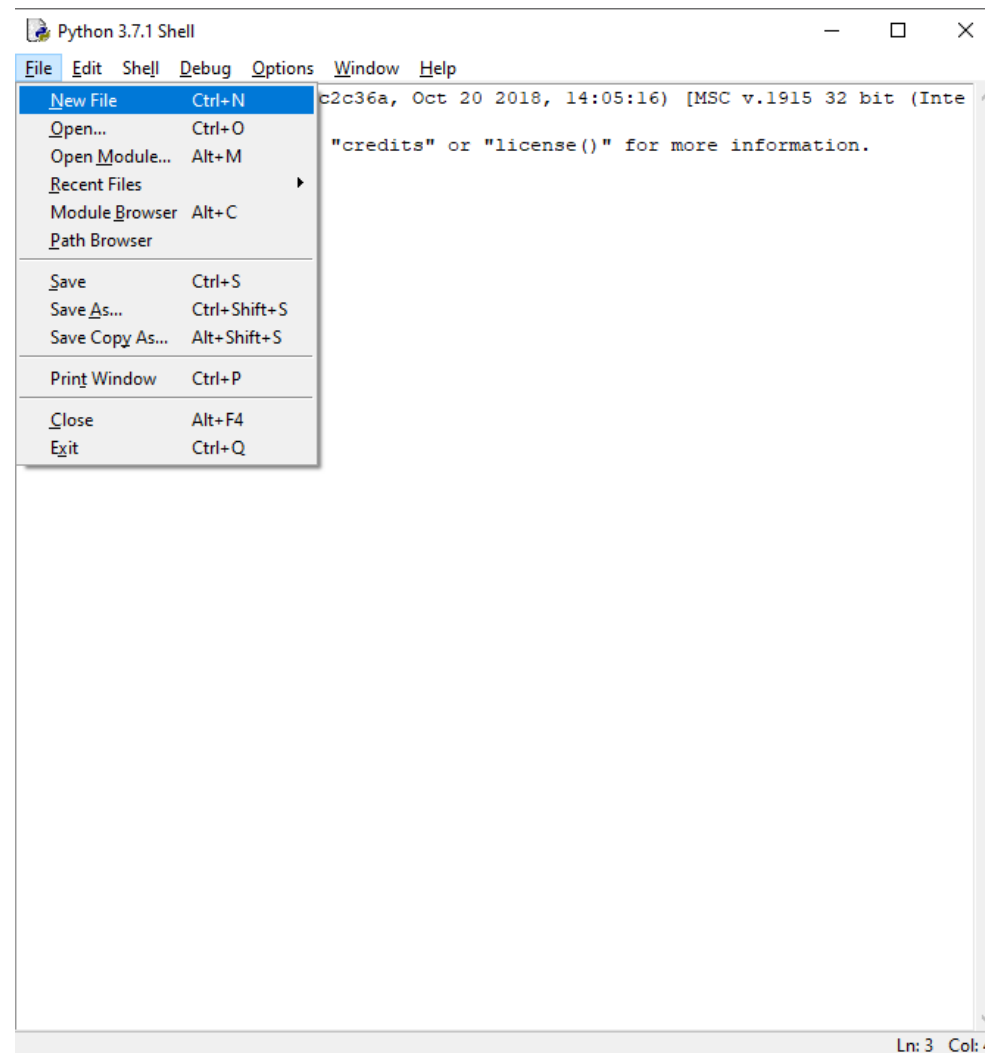 Python 3.7.1 Shell
File Edit Shell Debug Options Window Help
c2c36a, Oct 20 2018, 14:05:16) [MSC v.1915 32 bit (Inte
"credits" or "license()" for more information.
New File Ctrl+N
Open... Ctrl+O
Open Module... Alt+M
Recent Files
Module Browser Alt+C
Path Browser
Save Ctrl+S
Save As... Ctrl+Shift+S
Save Copy As... Alt+Shift+S
Print Window Ctrl+P
Close Alt+F4
Exit Ctrl+Q
Ln: 3 Col: